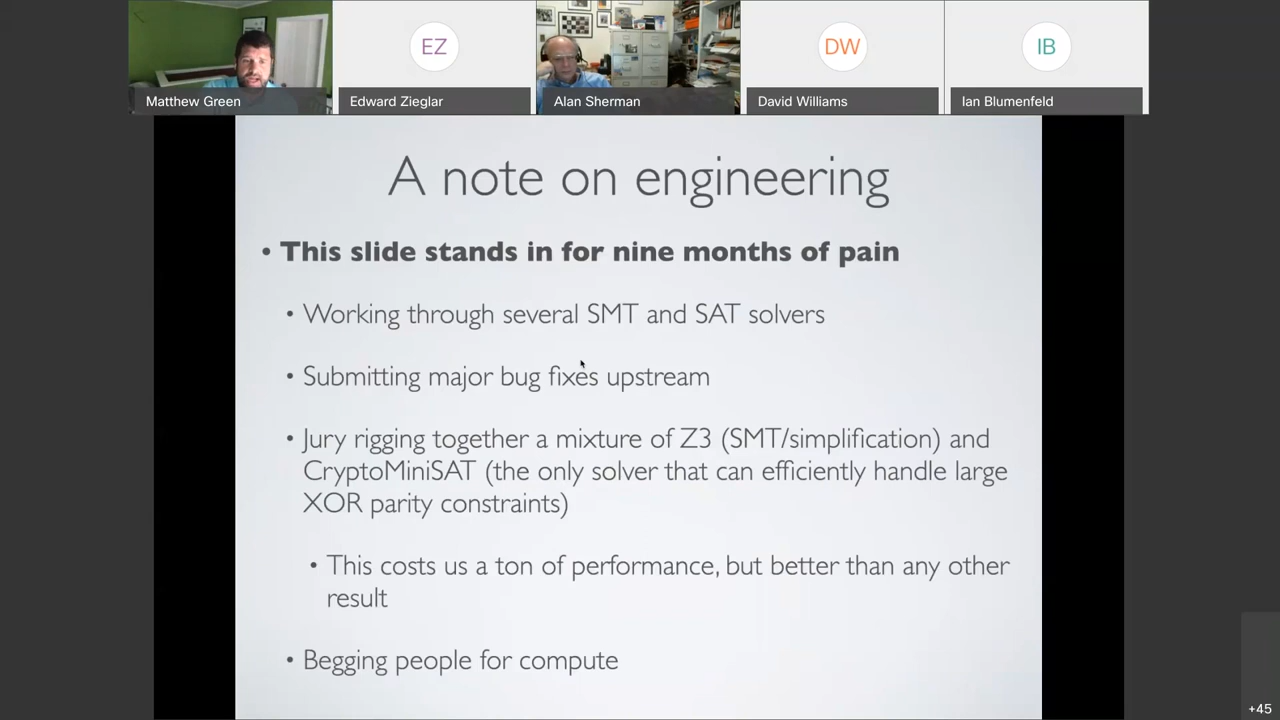 EZ
DW
IB
Matthew Green
Edward Zieglar
Alan Sherman
David Williams
Ian Blumenfeld
A note on engineering
• This slide stands in for nine months of pain
• Working through several SMT and SAT solvers
• Submitting major bug fixes upstream
• Jury rigging together a mixture of Z3 (SMT/simplification) and
CryptoMiniSAT (the only solver that can efficiently handle large
XOR parity constraints)
• This costs us a ton of performance, but better than any other
result
• Begging people for compute
+45